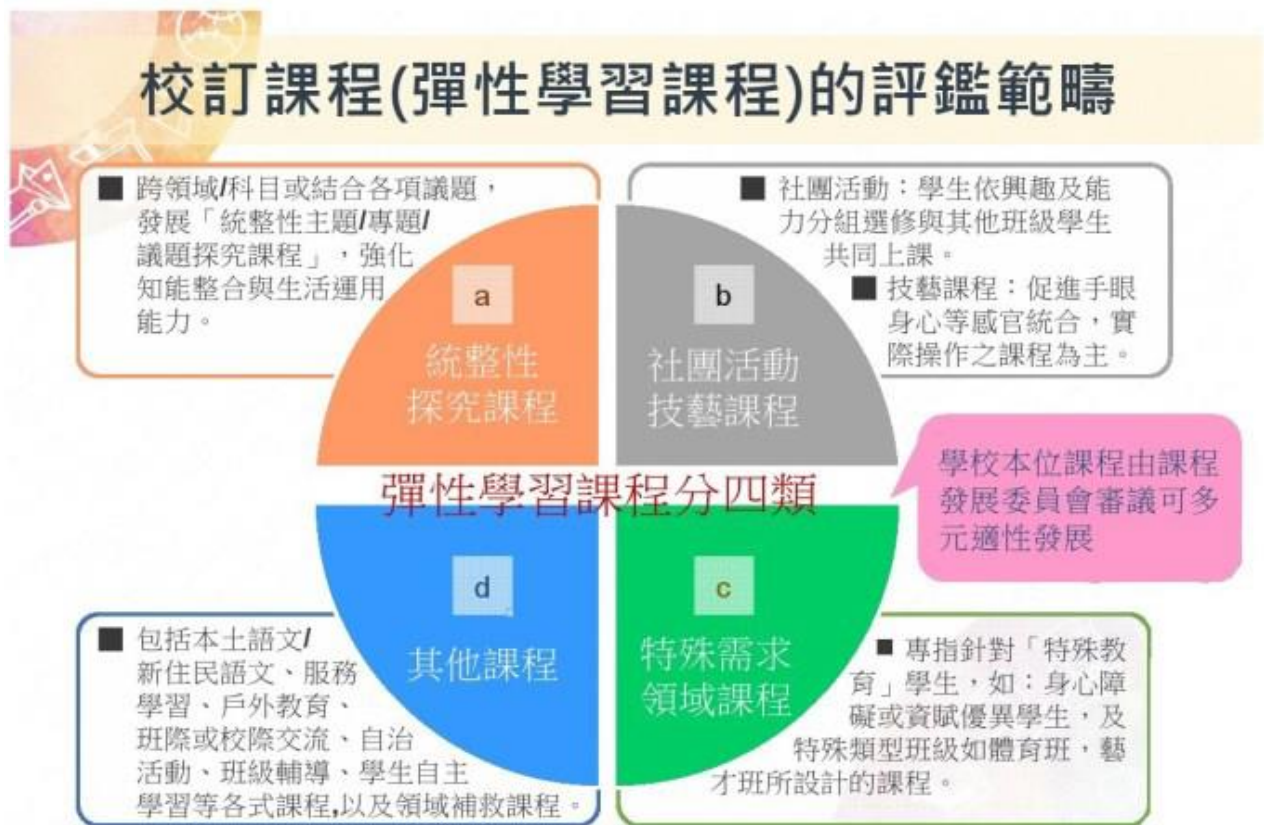 校訂課程(彈性學習課程)的評鑑範疇
■ 跨領域/科目或結合各項議題，
發展「統整性主題/專題/
議題探究課程」，強化
知能整合與生活運用
能力。
a
統整性
探究課程
■ 社團活動：學生依興趣及能
力分組選修與其他班級學生
共同上課。
■ 技藝課程：促進手眼
身心等感官統合，實
際操作之課程為主。
b
社團活動
技藝課程
彈性學習課程分四類
學校本位課程由課程
發展委員會審議可多
元適性發展
d
其他課程
■ 包括本土語文/
新住民語文、服務
學習、戶外教育、
班際或校際交流、自治
活動、班級輔導、學生自主
學習等各式課程,以及領域補救課程。
c
特殊需求
領域課程
■ 專指針對「特殊教
育」學生，如：身心障
礙或資賦優異學生，及
特殊類型班級如體育班，藝
才班所設計的課程。